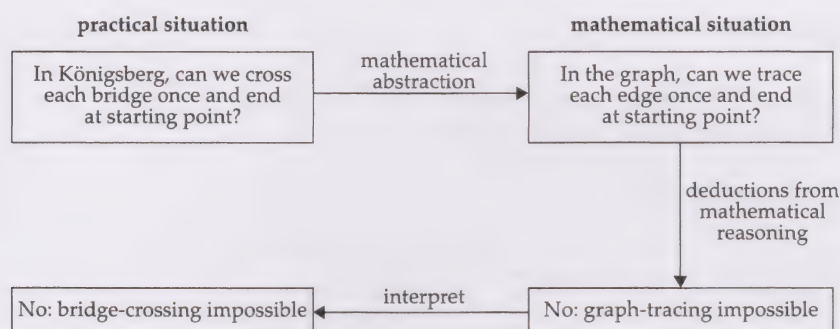 practical situation
mathematical situation
In Königsberg, can we cross
each bridge once and end
at starting point?
mathematical
abstraction
In the graph, can we trace
each edge once and end
at starting point?
deductions from
mathematical
reasoning
No: bridge-crossing impossible
interpret
No: graph-tracing impossible